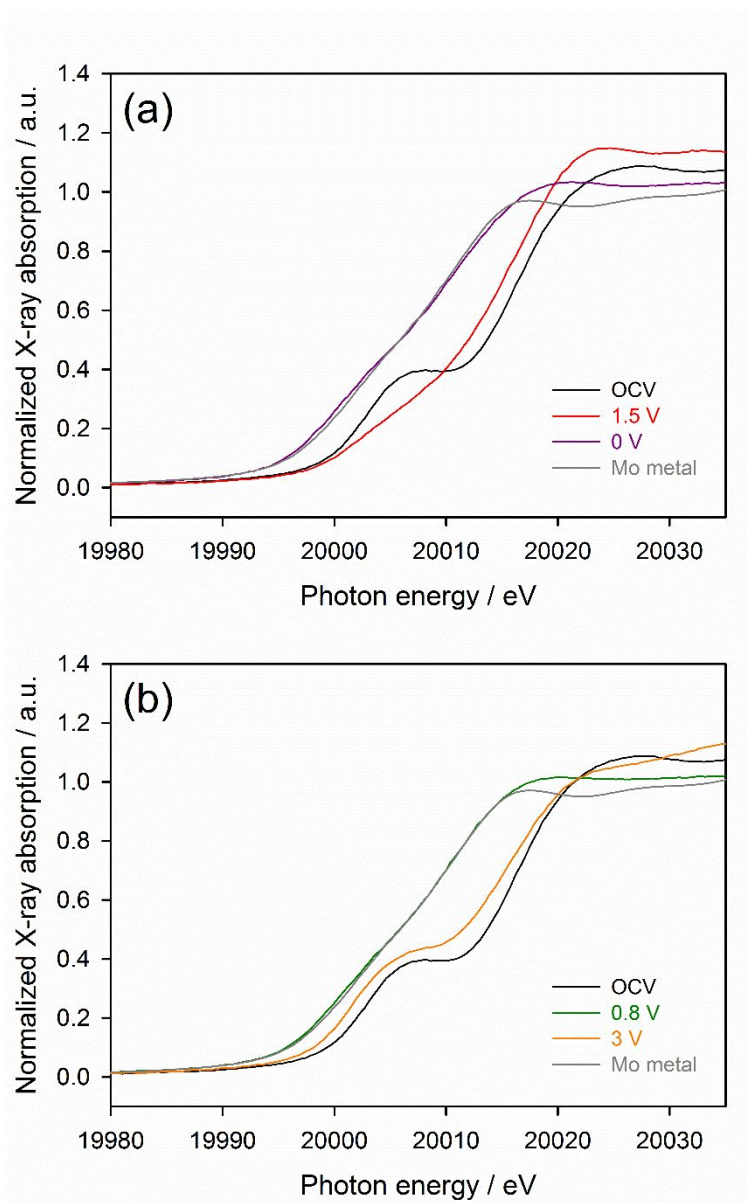 (a)
Normalized X-ray absorption / a.u.
1.4
1.2
1.0
0.8
0.6
0.4
0.2
0.0
OCV
1.5 V
0 V
Mo metal
19980 19990 20000 20010 20020 20030
Photon energy / eV
(b)
Normalized X-ray absorption / a.u.
1.4
1.2
1.0
0.8
0.6
0.4
0.2
0.0
OCV
0.8 V
3 V
Mo metal
19980 19990 20000 20010 20020 20030
Photon energy / eV